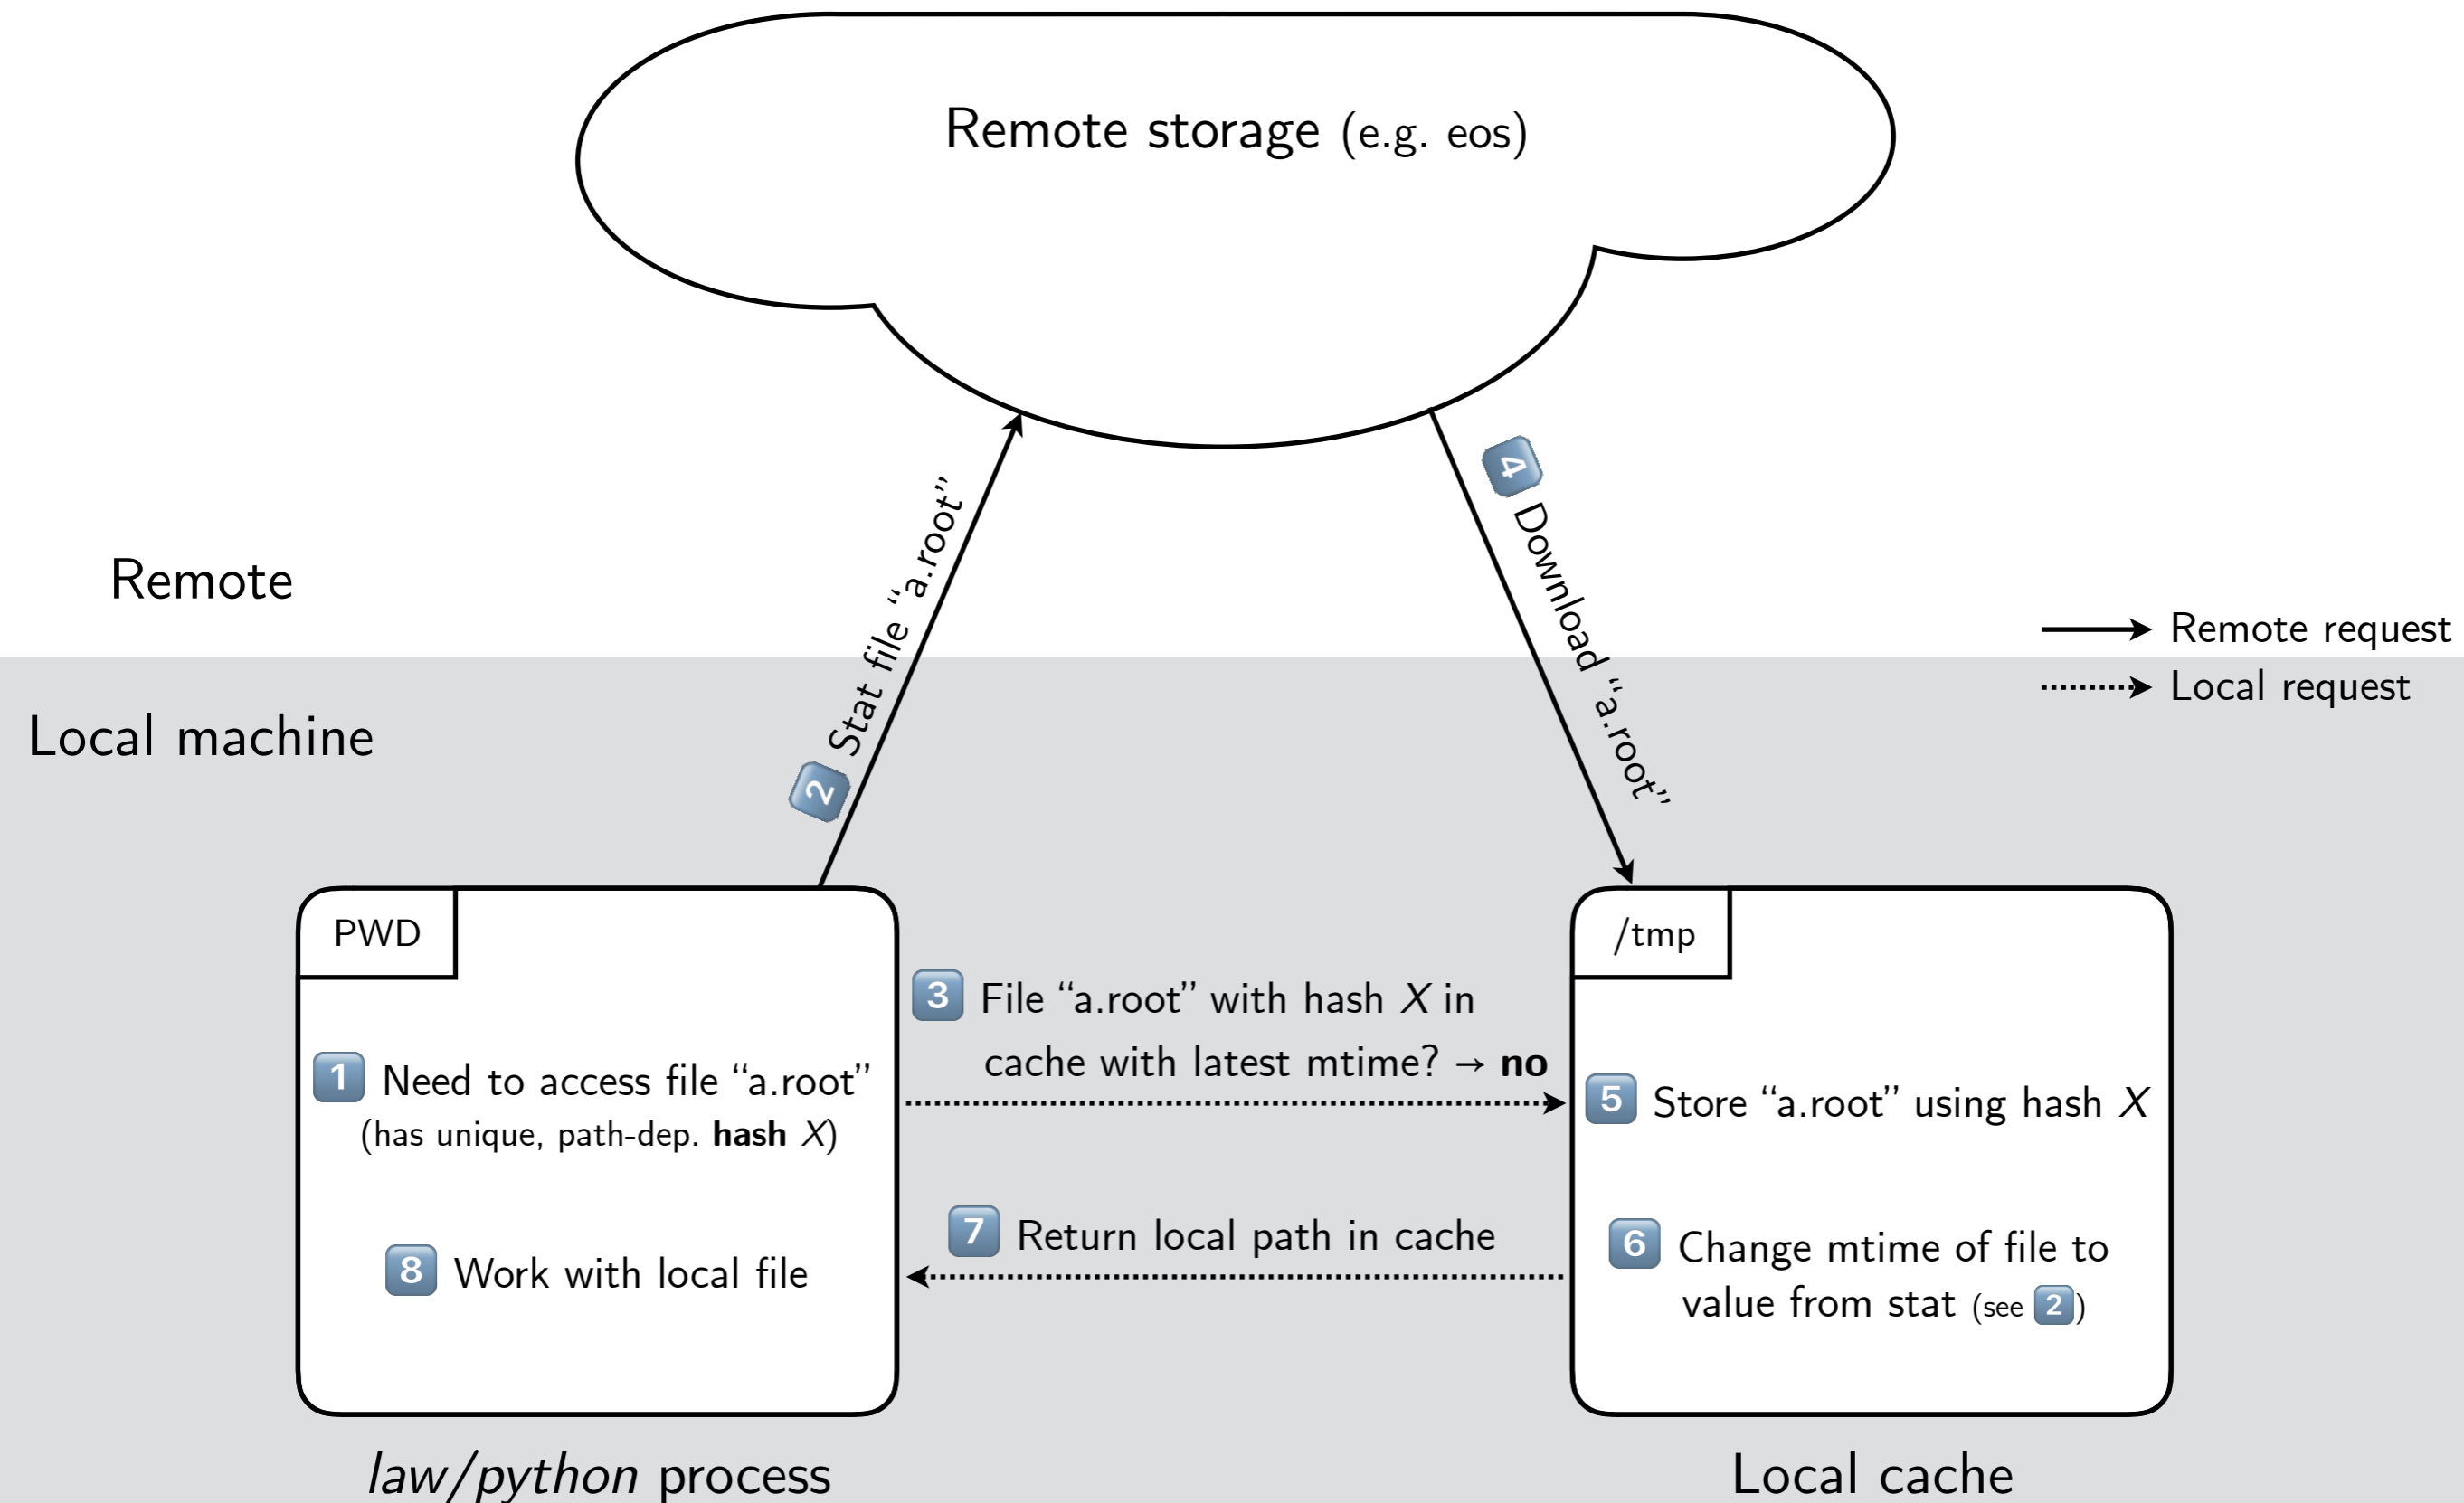 Remote storage (e.g. eos)
Remote
Local machine
2 Stat file “a.root”
4 Download “a.root”
Remote request
Local request
PWD
1 Need to access file “a.root”
(has unique, path-dep. hash X)
8 Work with local file
3 File “a.root” with hash X in
cache with latest mtime? → no
7 Return local path in cache
/tmp
5 Store “a.root” using hash X
6 Change mtime of file to
value from stat (see 2)
law/python process
Local cache